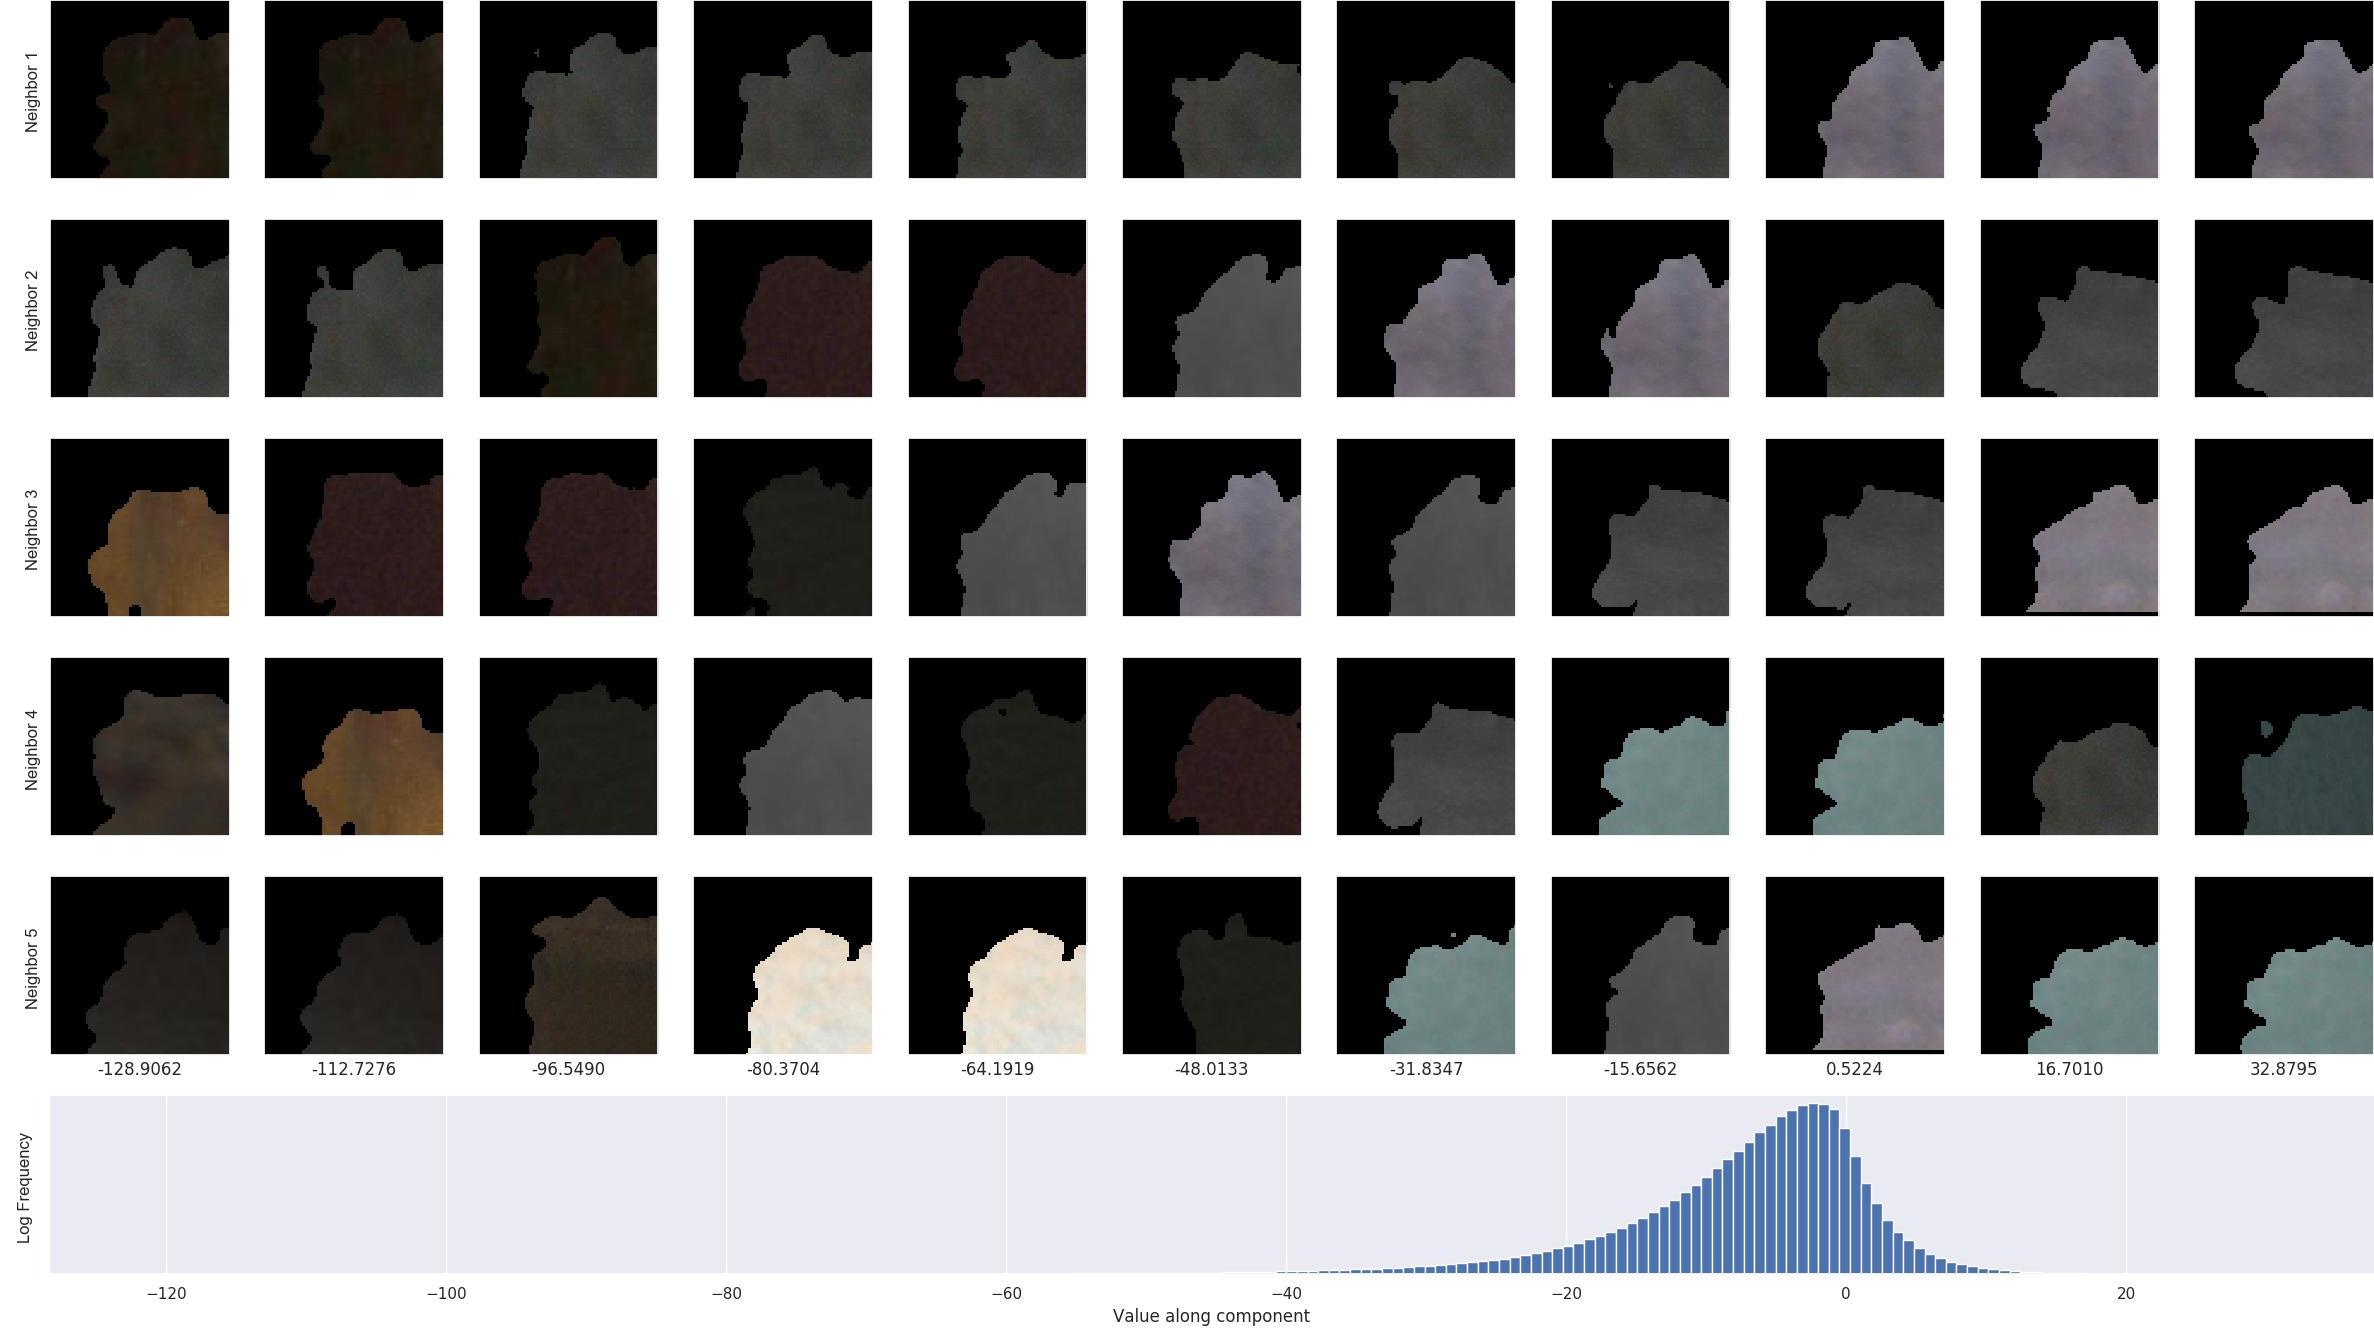 Neighbor 1
Neighbor 2
Neighbor 3
Neighbor 4
Neighbor 5
-128.9062 -112.7276 -96.5490 -80.3704 -64.1919 -48.0133 -31.8347 -15.6562 0.5224 16.7010 32.8795
Log Frequency
−120 −100 −80 −60 −40 −20 0 20
Value along component